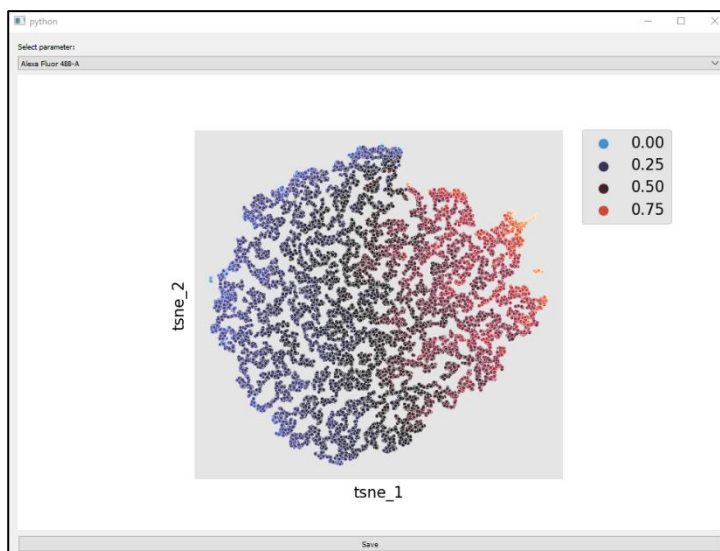 python
Select parameter:
Alexa Fluor 488-A
0.00
0.25
0.50
0.75
tsne_2
tsne_1
Save